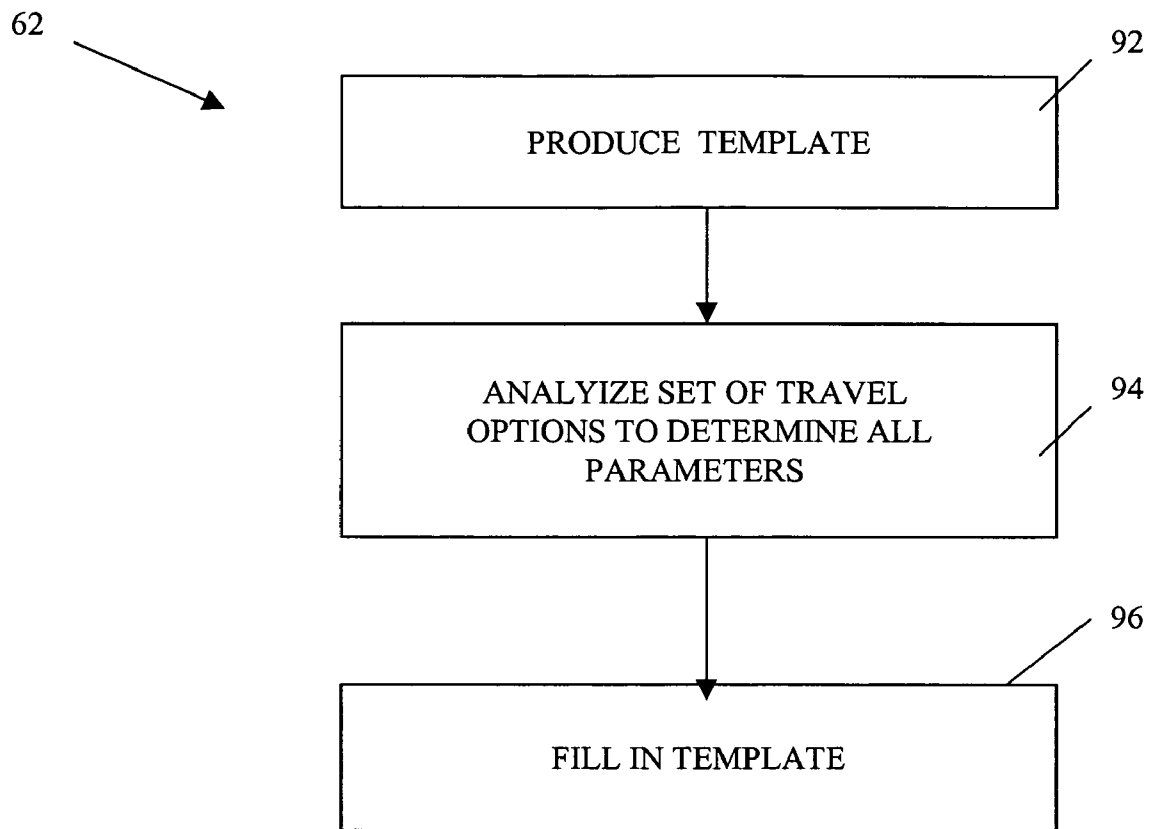 62
92
PRODUCE TEMPLATE
ANALYIZE SET OF TRAVEL
OPTIONS TO DETERMINE ALL
PARAMETERS
94
96
FILL IN TEMPLATE